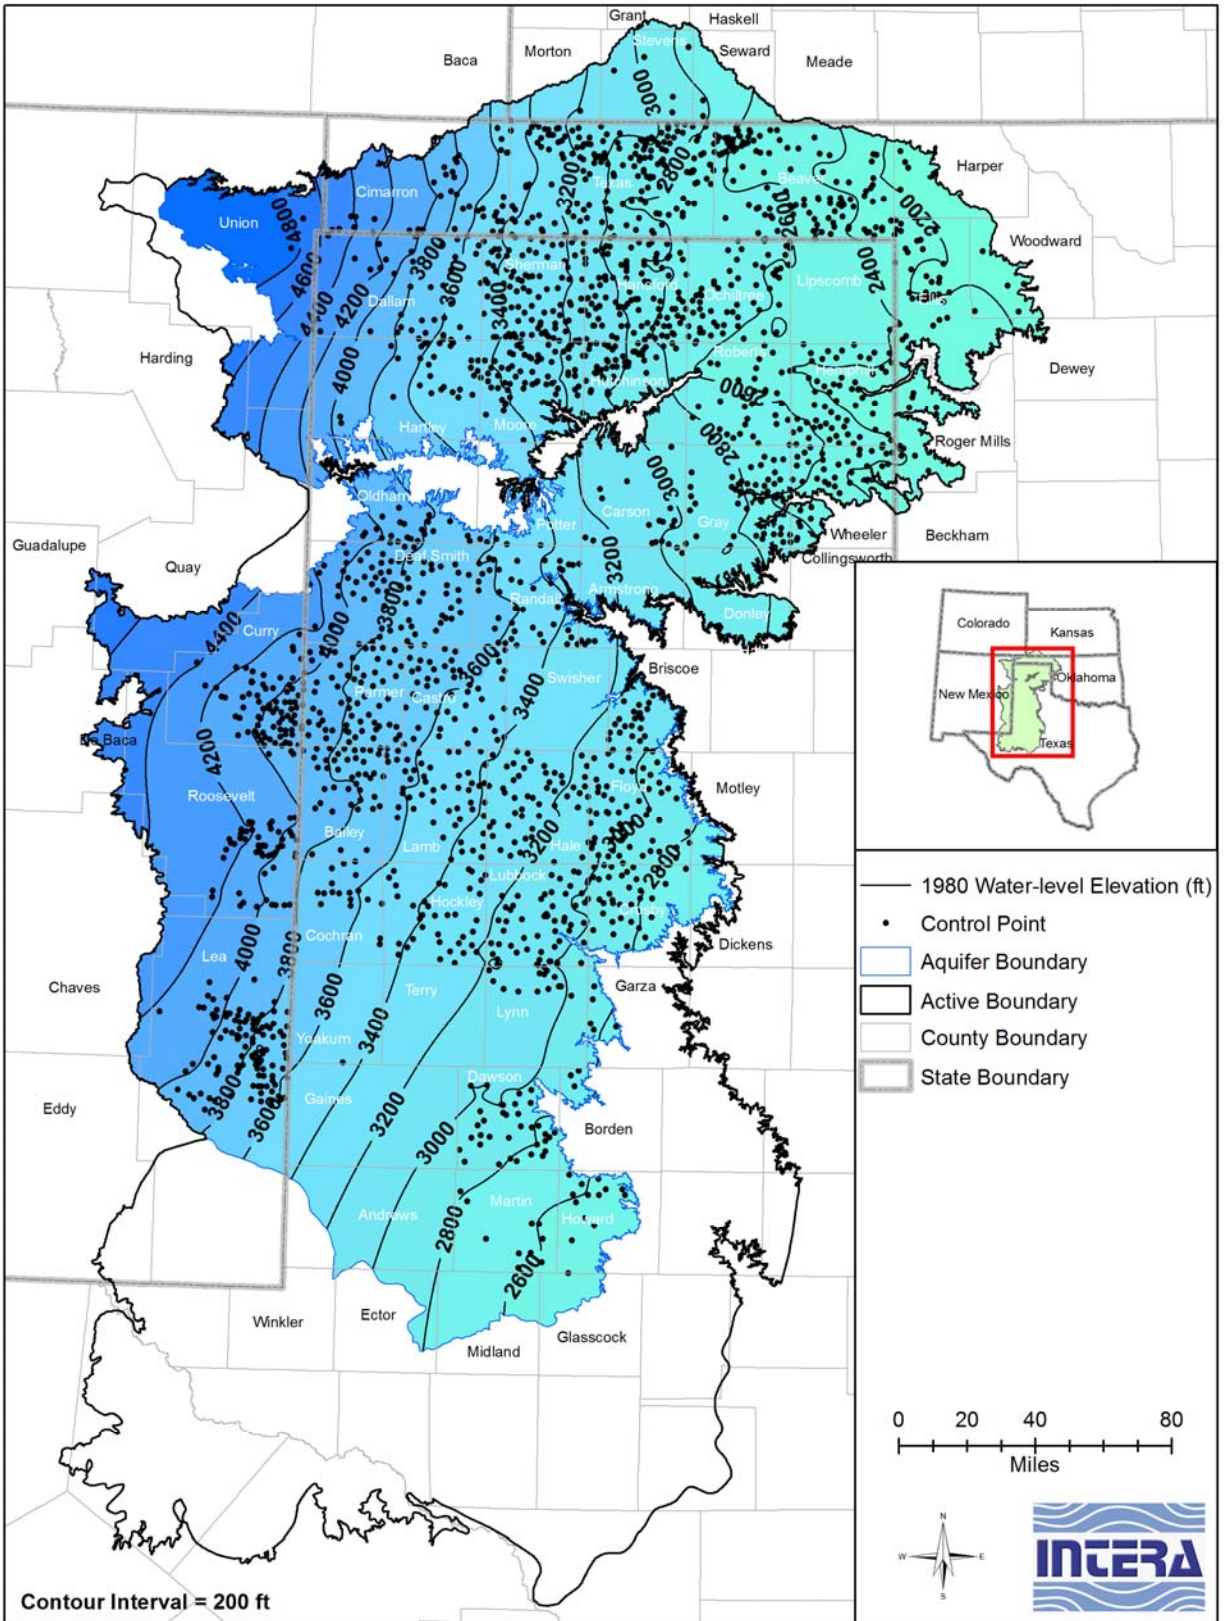 Grant
Haskell
Stevens
Morton
Seward
Baca
Meade
3000
Harper
Cimarron
3200
Texas
2800
Beaver
Union
4800
2600
2200
Woodward
3800
Sherman
4600
3600
Hansford
Lipscomb
2400
4400
4200
Dallam
3400
Ochiltree
Ellis
Harding
4000
Roberts
Hemphill
Dewey
Hutchinson
2600
Hartley
Moore
2800
Roger Mills
3000
Oldham
Carson
Gray
Potter
Wheeler
Beckham
Guadalupe
Quay
Deaf Smith
Collingsworth
3200
Armstrong
3800
Randall
Donley
4400
Curry
4000
3600
Swisher
Briscoe
Parmer
Castro
3400
De Baca
4200
Roosevelt
Floyd
Motley
Bailey
Lamb
3200
Hale
3000
2800
Lubbock
Hockley
Crosby
Cochran
Dickens
4000
3800
Lea
Chaves
Terry
Garza
3600
Lynn
3400
Yoakum
Dawson
3800
Gaines
Eddy
3600
3200
3000
Borden
Martin
Howard
Andrews
2800
2600
Winkler
Ector
Glasscock
Midland
Colorado
Kansas
New Mexico
Oklahoma
Texas
1980 Water-level Elevation (ft)
Control Point
Aquifer Boundary
Active Boundary
County Boundary
State Boundary
0 20 40 80
Miles
N
W E
S
INTERA
Contour Interval = 200 ft